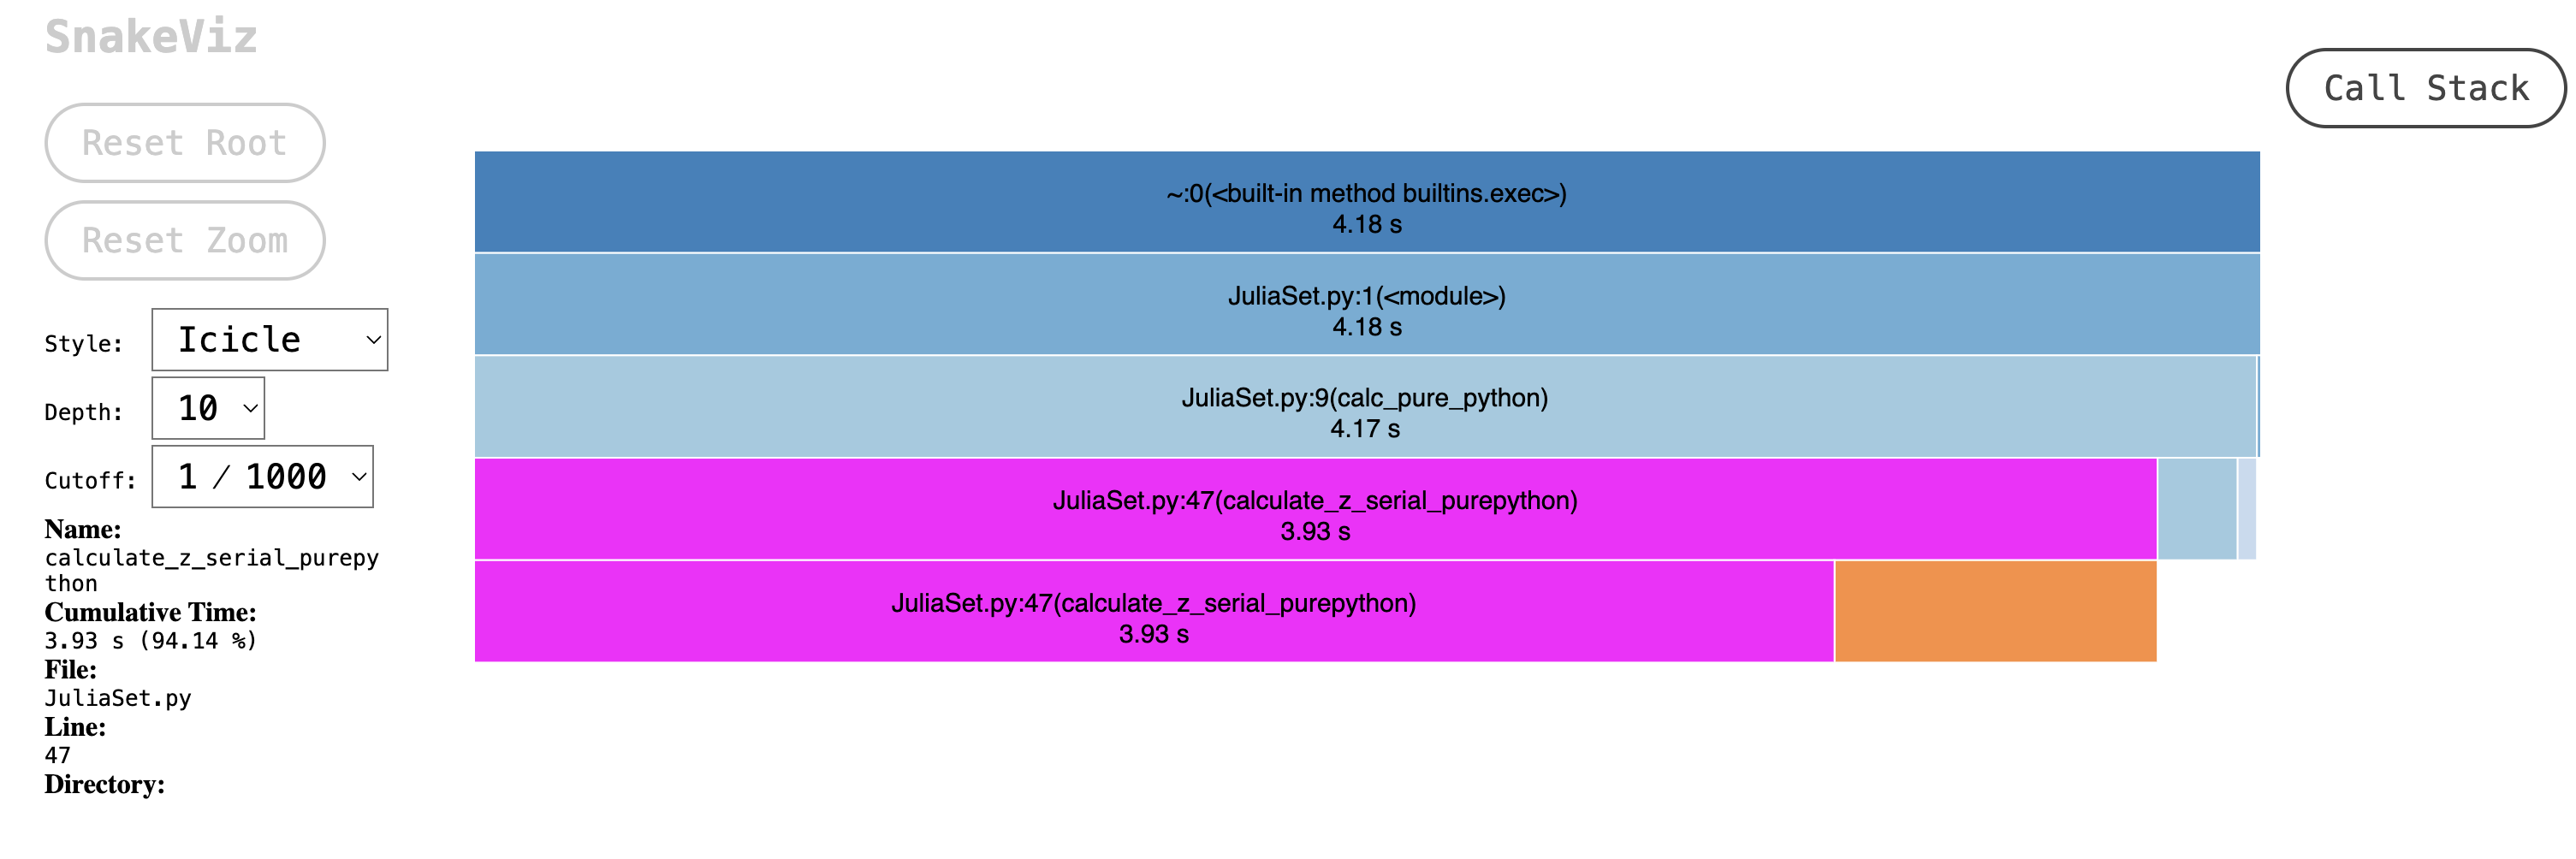 SnakeViz
Call Stack
Reset Root
Reset Zoom
Style: Icicle
Depth: 10
Cutoff: 1 / 1000
Name:
calculate_z_serial_purepy
thon
Cumulative Time:
3.93 s (94.14 %)
File:
JuliaSet.py
Line:
47
Directory:
~:0(<built-in method builtins.exec>)
4.18 s
JuliaSet.py:1(<module>)
4.18 s
JuliaSet.py:9(calc_pure_python)
4.17 s
JuliaSet.py:47(calculate_z_serial_purepython)
3.93 s
JuliaSet.py:47(calculate_z_serial_purepython)
3.93 s